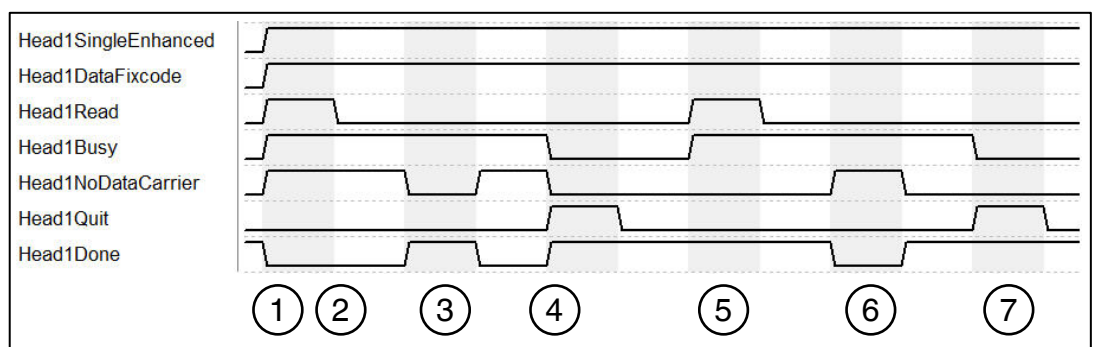 Head1SingleEnhanced
Head1DataFixcode
Head1Read
Head1Busy
Head1NoDataCarrier
Head1Quit
Head1Done
1 2 3 4 5 6 7